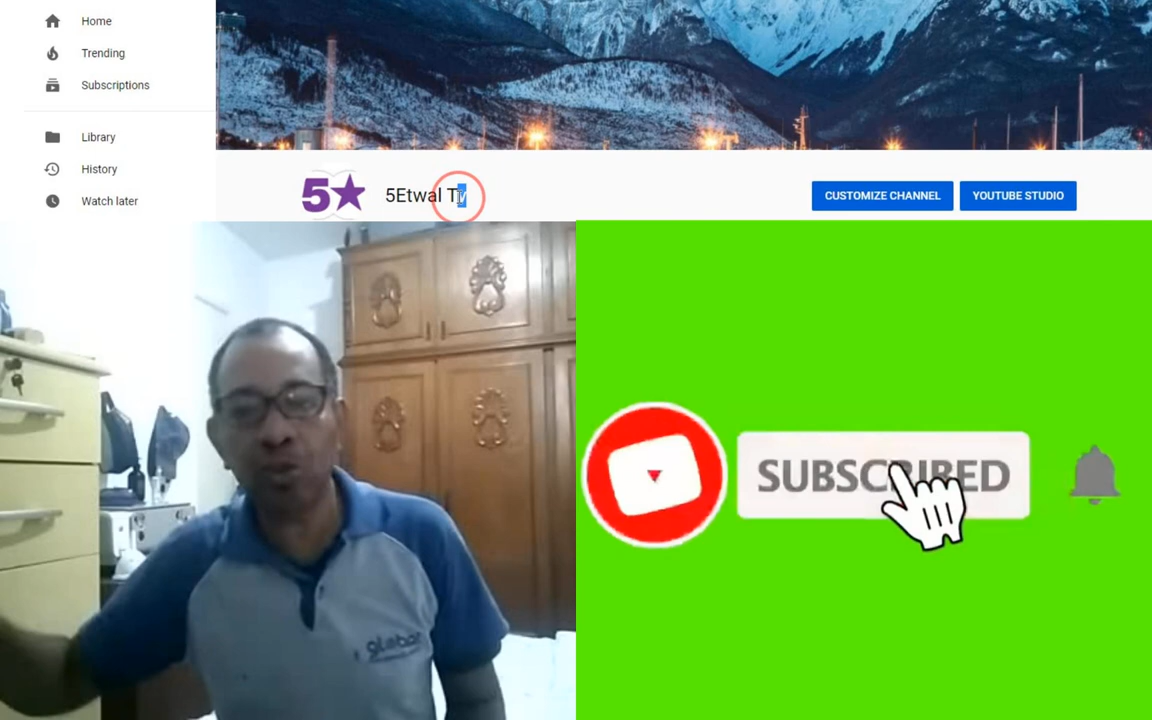 Home
Trending
Subscriptions
Library
History
Watch later
5
5Etwal Tv
CUSTOMIZE CHANNEL
YOUTUBE STUDIO
SUBSCRIBED